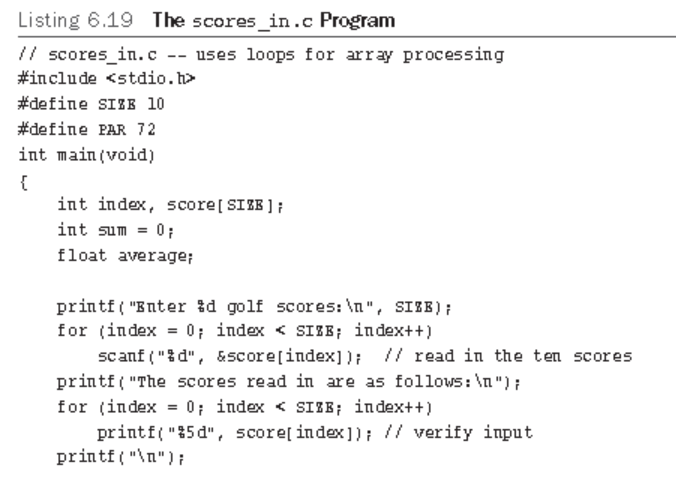 Listing 6.19 The scores_in.c Program
// scores_in.c -- uses loops for array processing
#include <stdio.h>
#define SIZE 10
#define PAR 72
int main(void)
{
    int index, score[SIZE];
    int sum = 0;
    float average;

    printf("Enter %d golf scores:\n", SIZE);
    for (index = 0; index < SIZE; index++)
        scanf("%d", &score[index]);  // read in the ten scores
    printf("The scores read in are as follows:\n");
    for (index = 0; index < SIZE; index++)
        printf("%5d", score[index]); // verify input
    printf("\n");